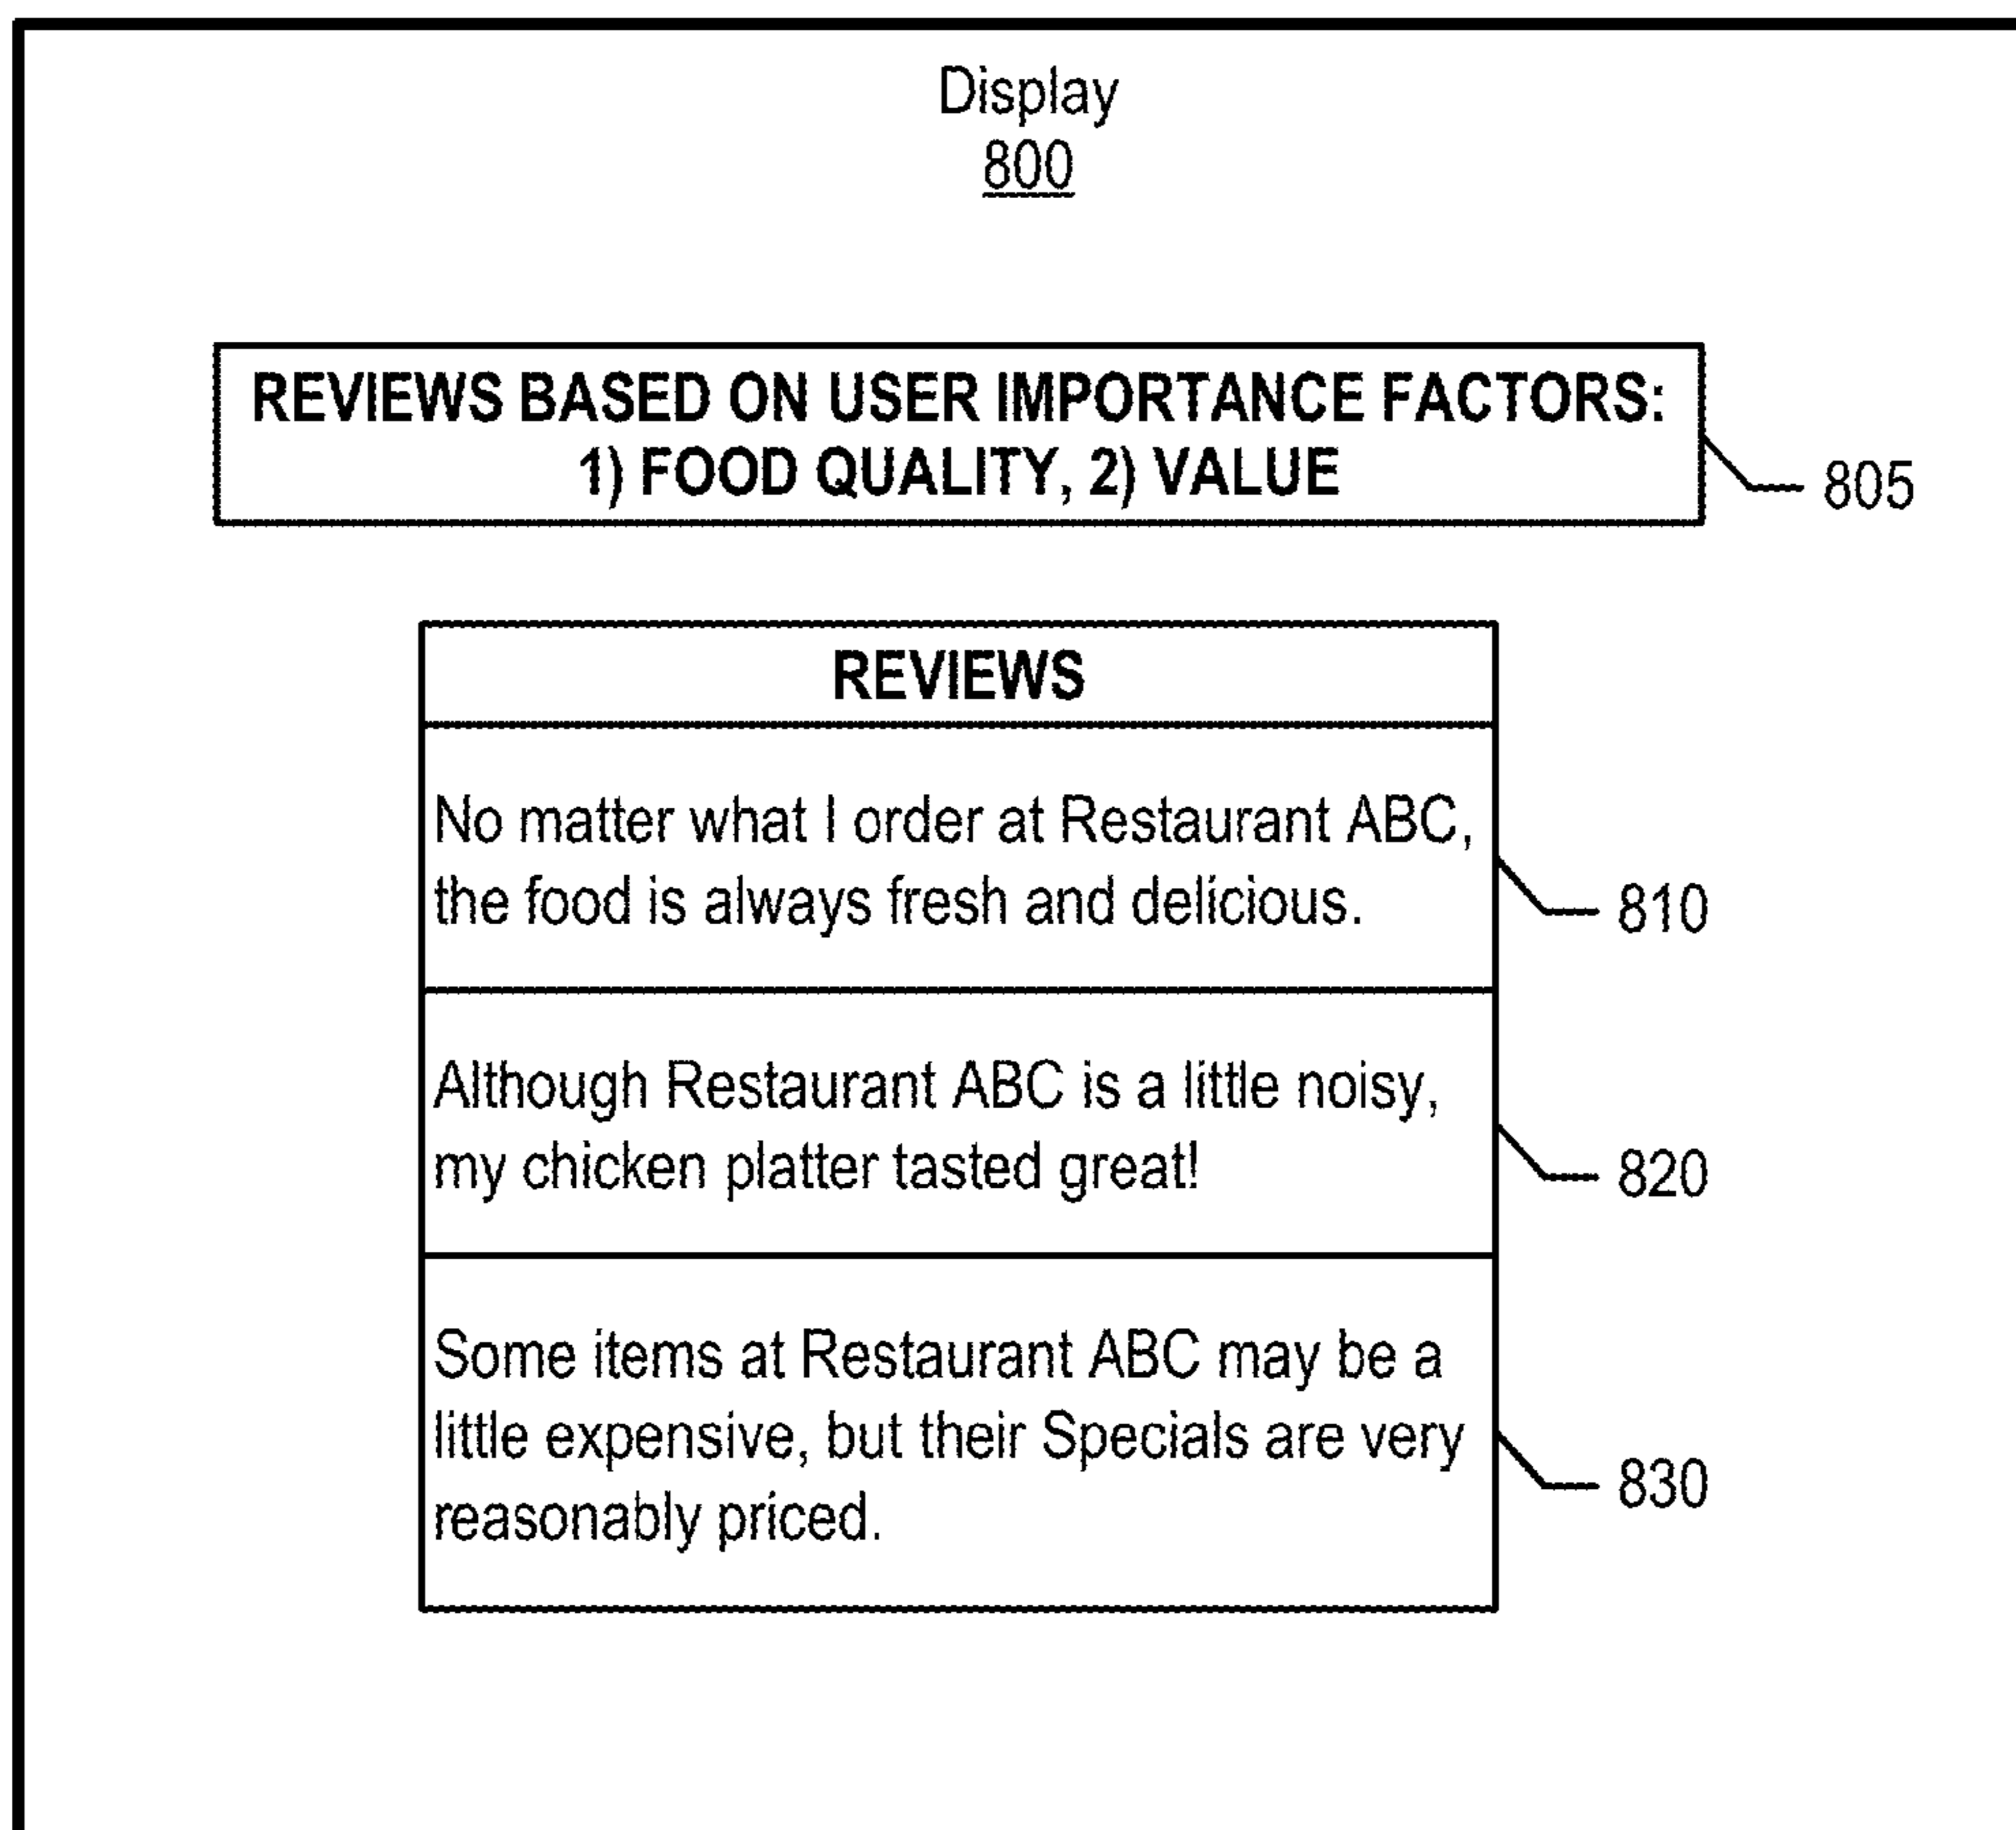 Display
800
REVIEWS BASED ON USER IMPORTANCE FACTORS:
1) FOOD QUALITY, 2) VALUE
805
REVIEWS
No matter what I order at Restaurant ABC,
the food is always fresh and delicious.
810
Although Restaurant ABC is a little noisy,
my chicken platter tasted great!
820
Some items at Restaurant ABC may be a
little expensive, but their Specials are very
reasonably priced.
830